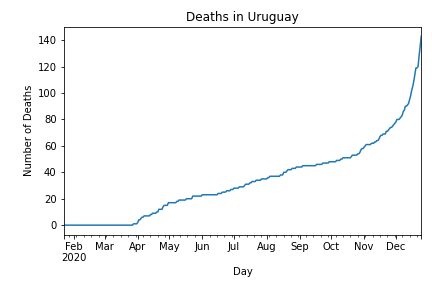 Deaths in Uruguay
Number of Deaths
140
120
100
80
60
40
20
0
Feb Mar Apr May Jun Jul Aug Sep Oct Nov Dec
2020
Day